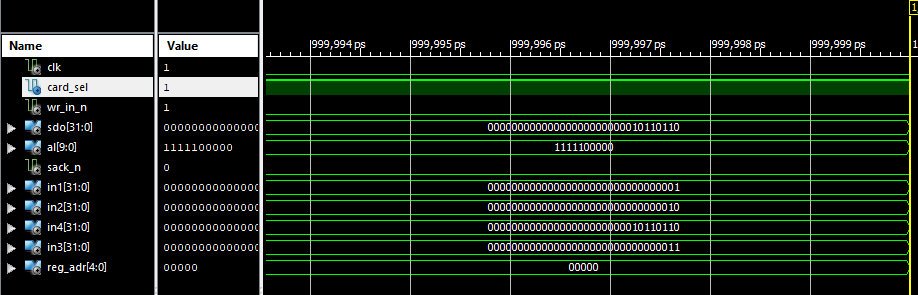 1
Name Value 999,994 ps 999,995 ps 999,996 ps 999,997 ps 999,998 ps 999,999 ps 1
clk 1
card_sel 1
wr_in_n 1
sdo[31:0] 00000000000000 00000000000000000000000010110110
al[9:0] 1111100000 1111100000
sack_n 0
in1[31:0] 00000000000000 00000000000000000000000000000001
in2[31:0] 00000000000000 00000000000000000000000000000010
in4[31:0] 00000000000000 00000000000000000000000010110110
in3[31:0] 00000000000000 00000000000000000000000000000011
reg_adr[4:0] 00000 00000